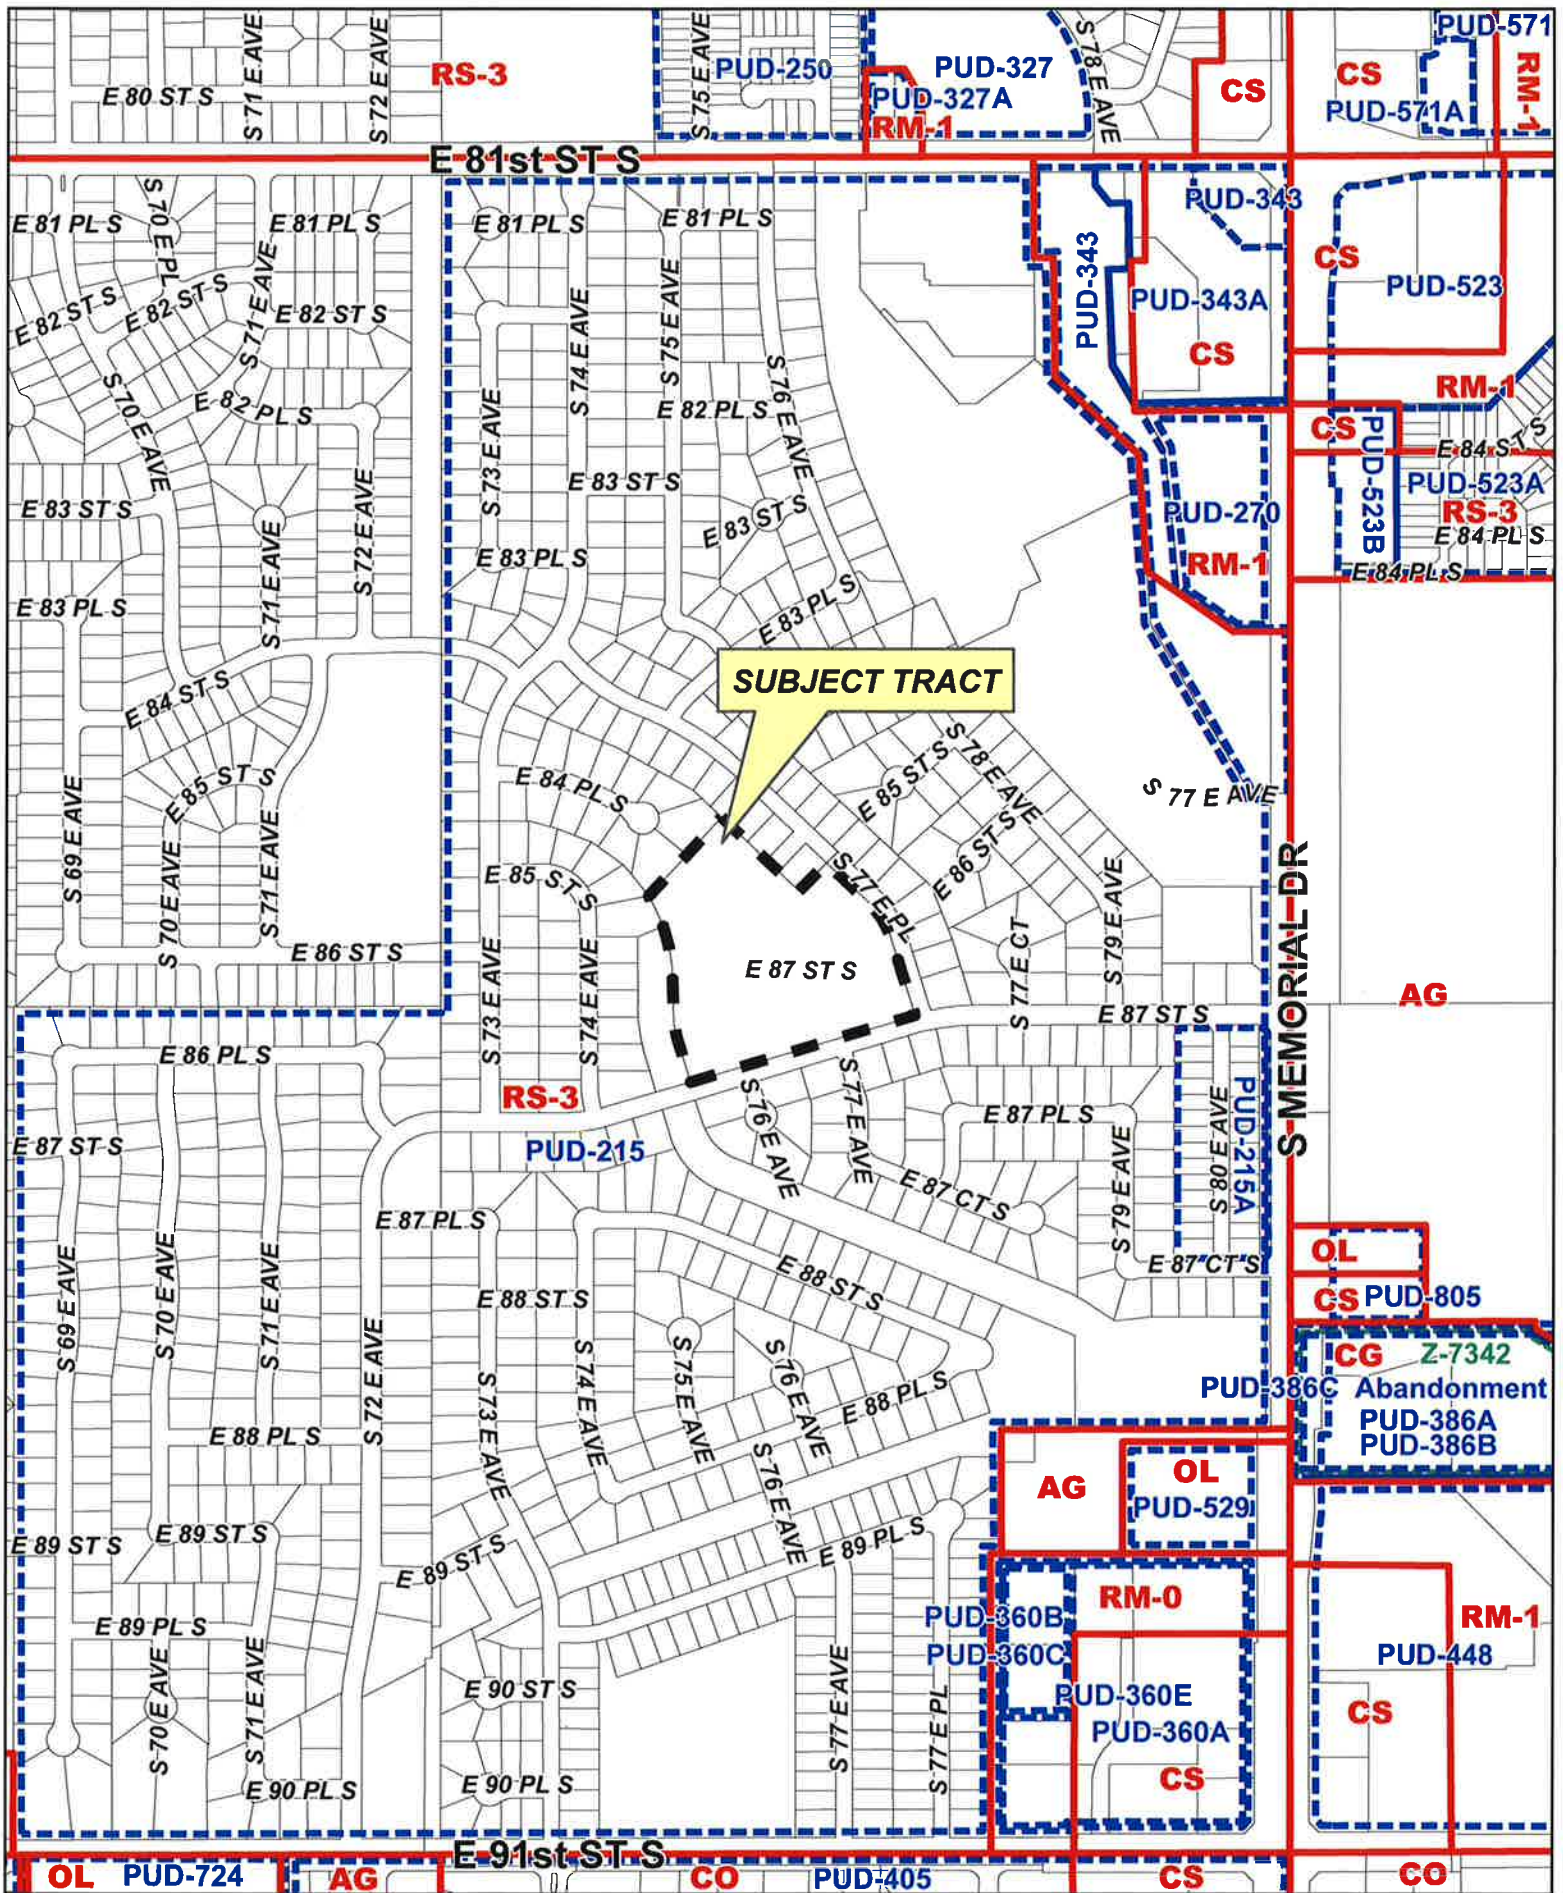 PUD-571
S 71 E AVE
S 72 E AVE
RS-3
S 75 E AVE
PUD-250
PUD-327
S 78 E AVE
CS
CS
RM-1
E 80 ST S
PUD-327A
PUD-571A
RM-1
E 81st ST S
S 70 E PL
E 81 PL S
E 81 PL S
E 81 PL S
E 81 PL S
PUD-343
PUD-343
CS
PUD-523
PUD-343A
CS
E 82 ST S
E 82 ST S
S 71 E AVE
E 82 ST S
S 74 E AVE
S 75 E AVE
S 76 E AVE
S 70 E AVE
E 82 PL S
S 73 E AVE
E 82 PL S
RM-1
CS
PUD-523B
E 84 ST S
PUD-523A
RS-3
E 84 PL S
E 84 PL S
E 83 ST S
E 83 ST S
E 83 ST S
PUD-270
RM-1
S 71 E AVE
S 72 E AVE
E 83 PL S
E 83 PL S
E 83 PL S
SUBJECT TRACT
E 84 ST S
E 84 PL S
E 85 ST S
E 85 ST S
S 78 E AVE
S 77 E AVE
E 86 ST S
S 69 E AVE
S 70 E AVE
S 71 E AVE
E 85 ST S
S 77 E PL
S 79 E AVE
S MEMORIAL DR
E 86 ST S
S 73 E AVE
S 74 E AVE
E 87 ST S
S 77 E CT
AG
E 87 ST S
E 86 PL S
RS-3
S 76 E AVE
S 77 E AVE
E 87 PL S
S 79 E AVE
S 80 E AVE
PUD-215A
E 87 ST S
PUD-215
E 87 CT S
E 87 PL S
E 87 CT S
OL
CS
PUD-805
S 69 E AVE
S 70 E AVE
S 71 E AVE
S 72 E AVE
E 88 ST S
E 88 ST S
S 73 E AVE
S 74 E AVE
S 75 E AVE
S 76 E AVE
CG
Z-7342
PUD-386C Abandonment
PUD-386A
PUD-386B
E 88 PL S
E 88 PL S
S 76 E AVE
AG
OL
PUD-529
E 89 ST S
E 89 ST S
E 89 ST S
E 89 PL S
RM-0
RM-1
PUD-360B
PUD-360C
E 89 PL S
S 70 E AVE
S 71 E AVE
S 77 E AVE
S 77 E PL
PUD-448
E 90 ST S
PUD-360E
PUD-360A
CS
CS
E 90 PL S
E 90 PL S
E 91st ST S
OL
PUD-724
AG
CO
PUD-405
CS
CO